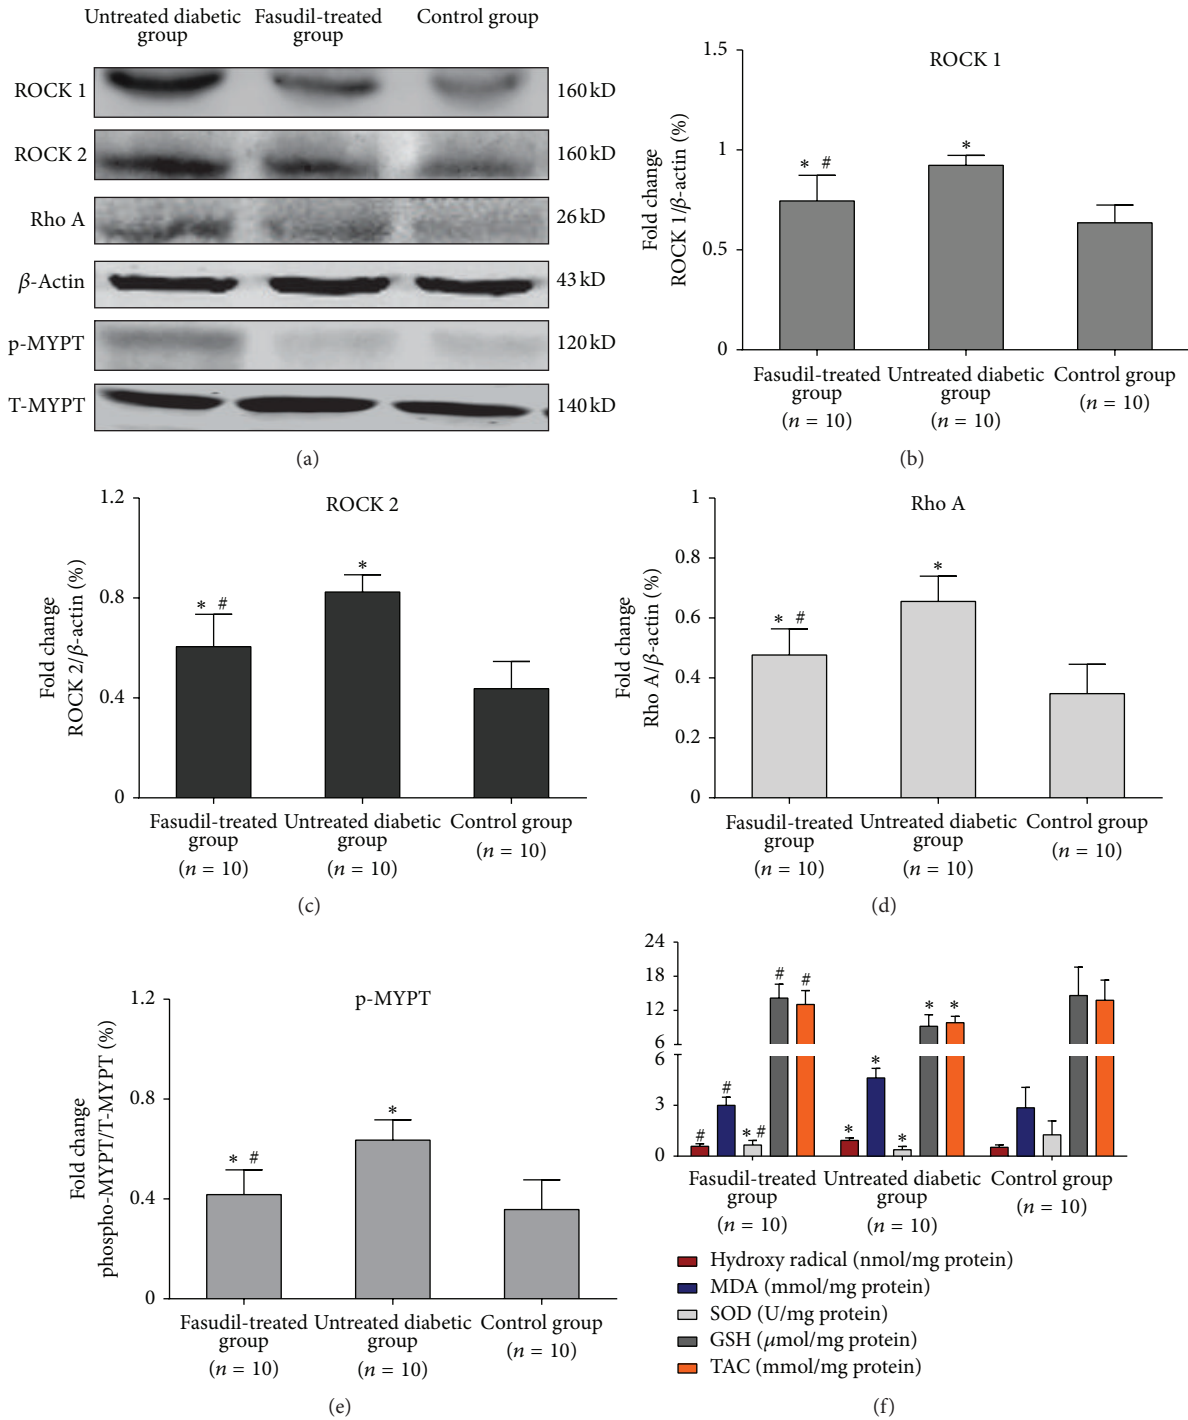 Untreated diabetic group
Fasudil-treated group
Control group
ROCK 1
160 kD
ROCK 2
160 kD
Rho A
26 kD
β-Actin
43 kD
p-MYPT
120 kD
T-MYPT
140 kD
(a)
ROCK 1
Fold change
ROCK 1/β-actin (%)
1.5
1
0.5
0
* #
*
Fasudil-treated group
(n = 10)
Untreated diabetic group
(n = 10)
Control group
(n = 10)
(b)
ROCK 2
Fold change
ROCK 2/β-actin (%)
1.2
0.8
0.4
0
* #
*
Fasudil-treated group
(n = 10)
Untreated diabetic group
(n = 10)
Control group
(n = 10)
(c)
Rho A
Fold change
Rho A/β-actin (%)
1
0.8
0.6
0.4
0.2
0
* #
*
Fasudil-treated group
(n = 10)
Untreated diabetic group
(n = 10)
Control group
(n = 10)
(d)
p-MYPT
Fold change
phospho-MYPT/T-MYPT (%)
1.2
0.8
0.4
0
* #
*
Fasudil-treated group
(n = 10)
Untreated diabetic group
(n = 10)
Control group
(n = 10)
(e)
24
18
12
6
6
3
0
#
#
* #
#
#
*
*
*
*
*
Fasudil-treated group
(n = 10)
Untreated diabetic group
(n = 10)
Control group
(n = 10)
Hydroxy radical (nmol/mg protein)
MDA (mmol/mg protein)
SOD (U/mg protein)
GSH (μmol/mg protein)
TAC (mmol/mg protein)
(f)